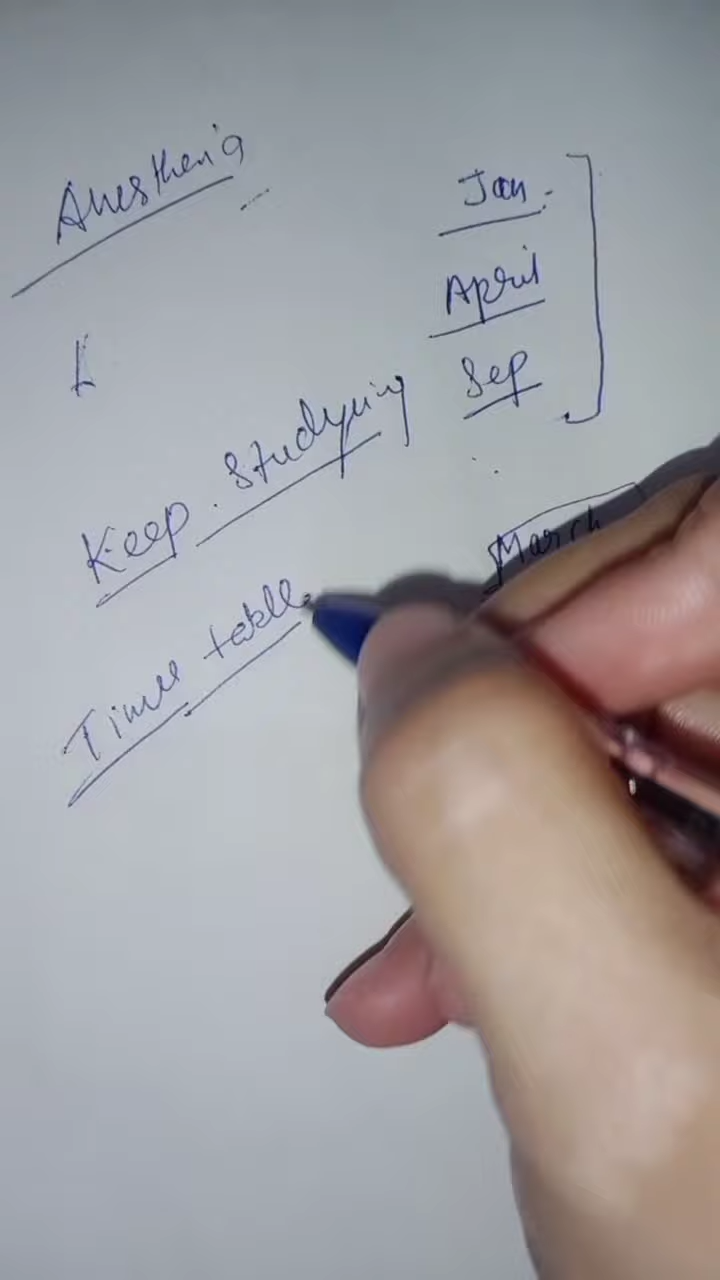 Anesthesia
Jan.
April
Sep
Keep studying
March
Time table